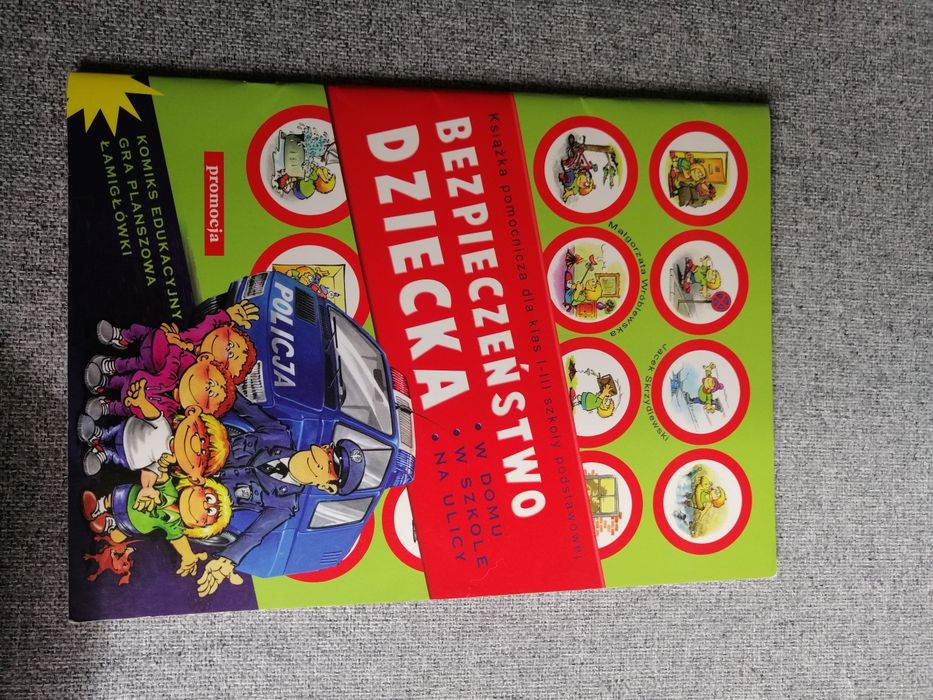 Małgorzata Wróblewska
Jacek Skrzydlewski
Książka pomocnicza dla klas I-III szkoły podstawowej
BEZPIECZEŃSTWO
DZIECKA
• W DOMU
• W SZKOLE
• NA ULICY
promocja
POLICJA
KOMIKS EDUKACYJNY
GRA PLANSZOWA
ŁAMIGŁÓWKI